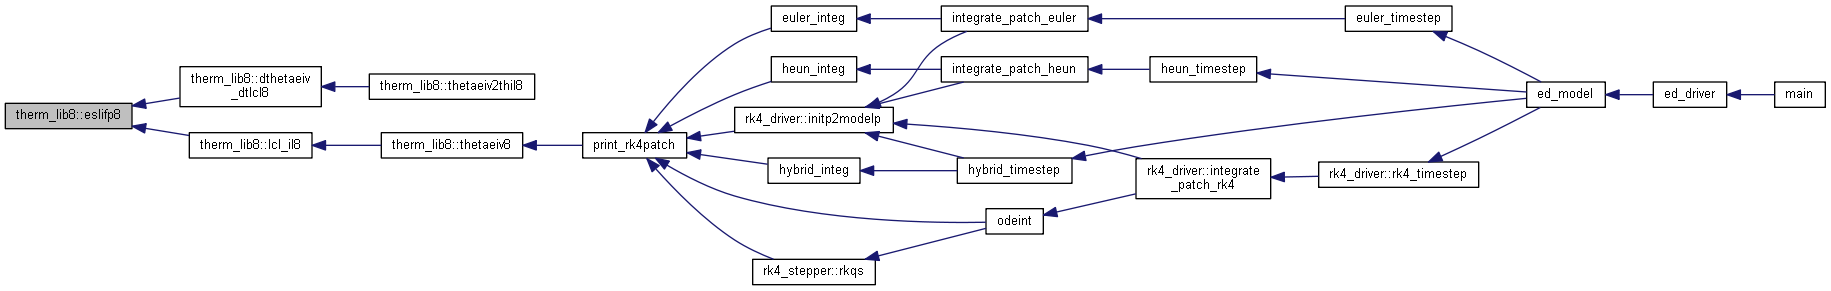 therm_lib8::eslifp8
therm_lib8::dthetaeiv
_dtlcl8
therm_lib8::thetaeiv2thil8
therm_lib8::lcl_il8
therm_lib8::thetaeiv8
print_rk4patch
euler_integ
heun_integ
rk4_driver::initp2modelp
hybrid_integ
rk4_stepper::rkqs
integrate_patch_euler
integrate_patch_heun
hybrid_timestep
odeint
heun_timestep
rk4_driver::integrate
_patch_rk4
euler_timestep
rk4_driver::rk4_timestep
ed_model
ed_driver
main